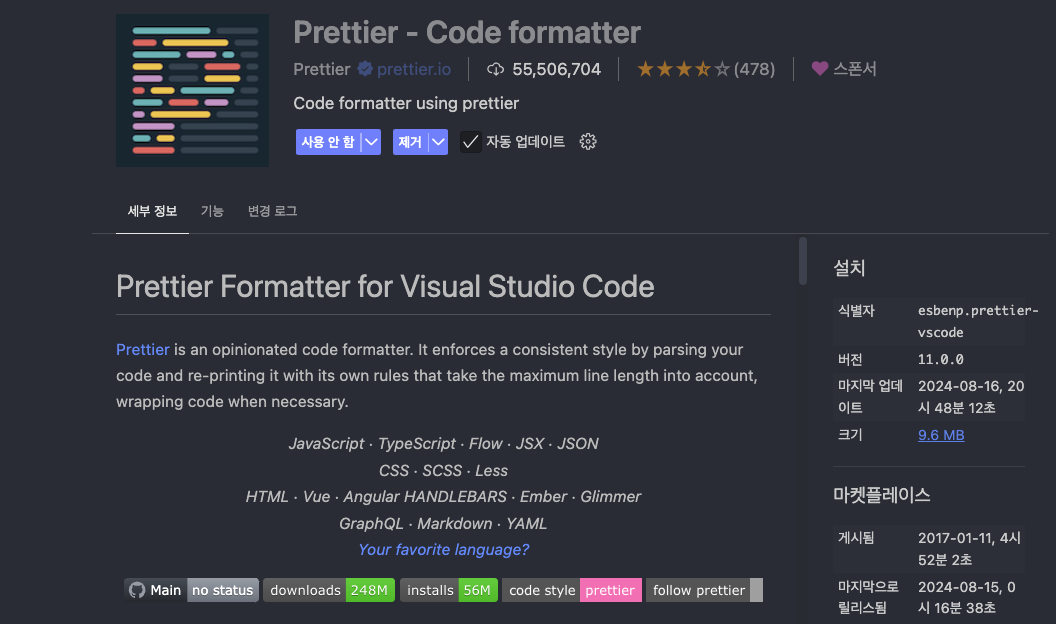 Prettier - Code formatter
Prettier prettier.io 55,506,704 (478) 스폰서
Code formatter using prettier
사용 안 함 제거 자동 업데이트
세부 정보 기능 변경 로그
Prettier Formatter for Visual Studio Code
Prettier is an opinionated code formatter. It enforces a consistent style by parsing your
code and re-printing it with its own rules that take the maximum line length into account,
wrapping code when necessary.
JavaScript · TypeScript · Flow · JSX · JSON
CSS · SCSS · Less
HTML · Vue · Angular HANDLEBARS · Ember · Glimmer
GraphQL · Markdown · YAML
Your favorite language?
Main no status downloads 248M installs 56M code style prettier follow prettier
설치
식별자 esbenp.prettier-
vscode
버전 11.0.0
마지막 업데 2024-08-16, 20
이트 시 48분 12초
크기 9.6 MB
마켓플레이스
게시됨 2017-01-11, 4시
52분 2초
마지막으로 2024-08-15, 0
릴리스됨 시 16분 38초